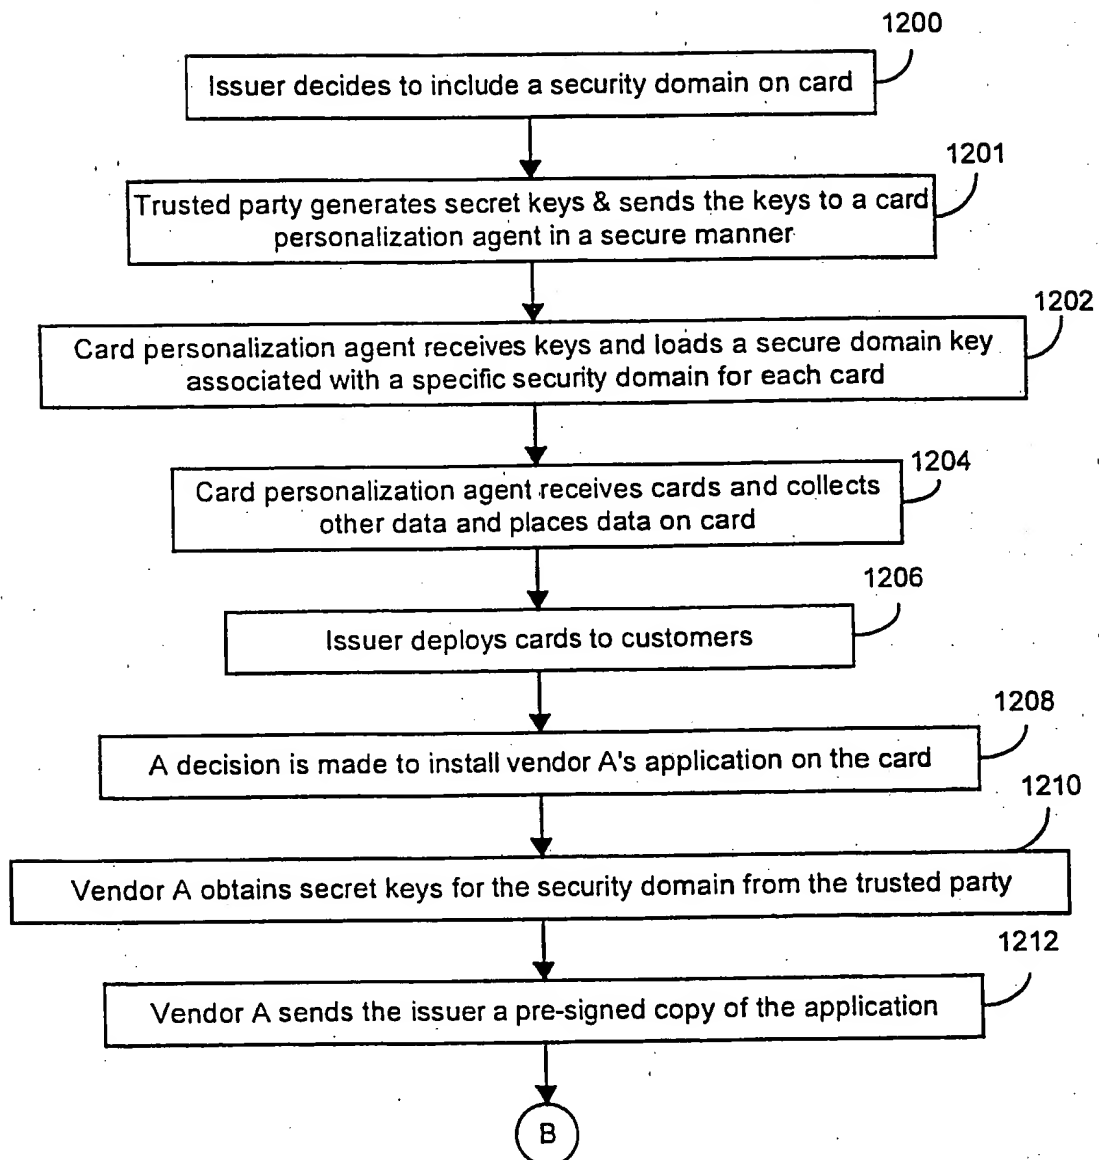 1200
Issuer decides to include a security domain on card
1201
Trusted party generates secret keys & sends the keys to a card
personalization agent in a secure manner
1202
Card personalization agent receives keys and loads a secure domain key
associated with a specific security domain for each card
1204
Card personalization agent receives cards and collects
other data and places data on card
1206
Issuer deploys cards to customers
1208
A decision is made to install vendor A's application on the card
1210
Vendor A obtains secret keys for the security domain from the trusted party
1212
Vendor A sends the issuer a pre-signed copy of the application
B